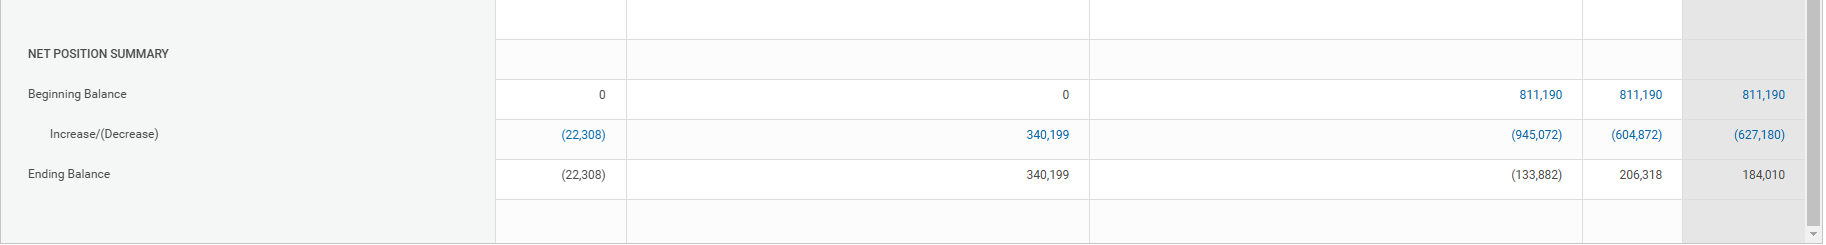 NET POSITION SUMMARY
Beginning Balance 0 0 811,190 811,190 811,190
Increase/(Decrease) (22,308) 340,199 (945,072) (604,872) (627,180)
Ending Balance (22,308) 340,199 (133,882) 206,318 184,010